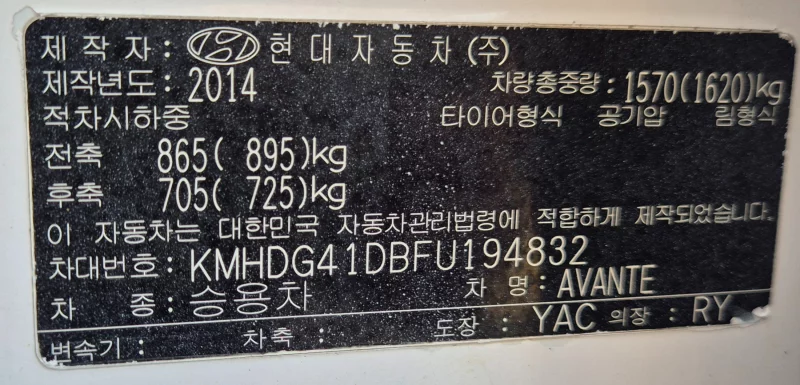 제작자: 현대자동차(주)
제작년도: 2014 차량총중량: 1570(1620)kg
적차시하중 타이어형식 공기압 림형식
전축 865( 895)kg
후축 705( 725)kg
이 자동차는 대한민국 자동차관리법령에 적합하게 제작되었습니다.
차대번호: KMHDG41DBFU194832
차 종: 승용차 차 명: AVANTE
변속기: 차축: 도장: YAC 의장: RY